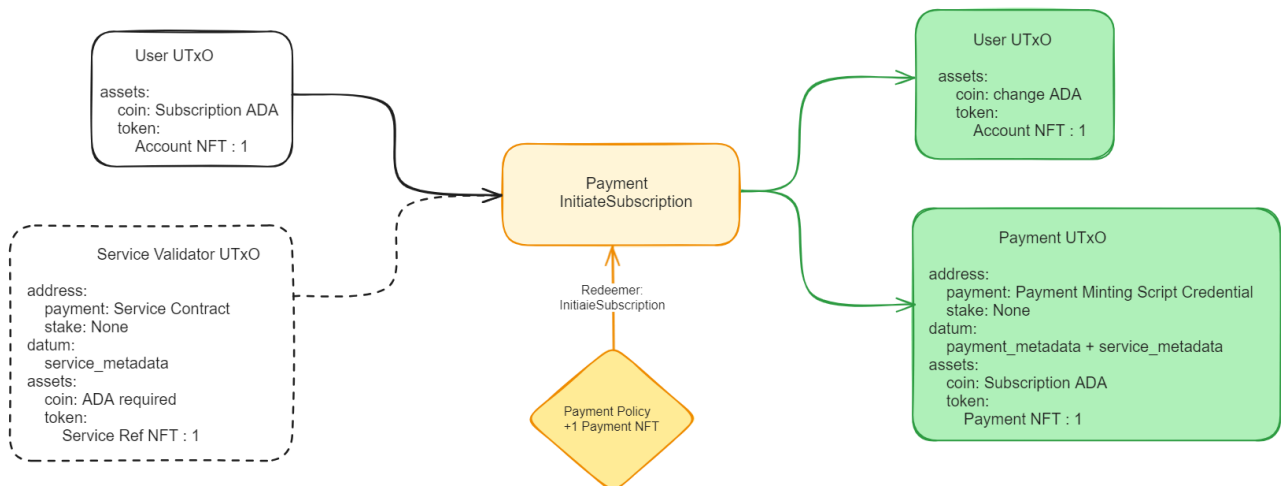 User UTxO
assets:
coin: Subscription ADA
token:
Account NFT : 1
Service Validator UTxO
address:
payment: Service Contract
stake: None
datum:
service_metadata
assets:
coin: ADA required
token:
Service Ref NFT : 1
Payment
InitiateSubscription
Redeemer:
InitiaieSubscription
Payment Policy
+1 Payment NFT
User UTxO
assets:
coin: change ADA
token:
Account NFT : 1
Payment UTxO
address:
payment: Payment Minting Script Credential
stake: None
datum:
payment_metadata + service_metadata
assets:
coin: Subscription ADA
token:
Payment NFT : 1